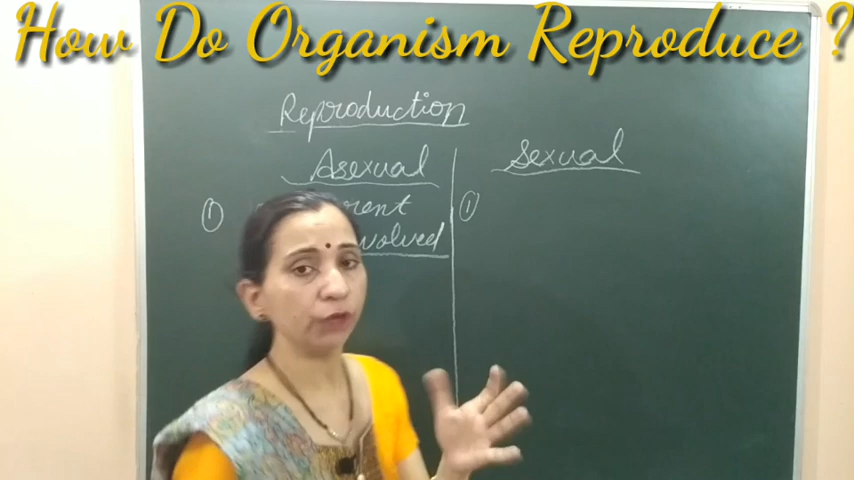 How Do Organism Reproduce ?
Reproduction
Asexual
Sexual
①
①